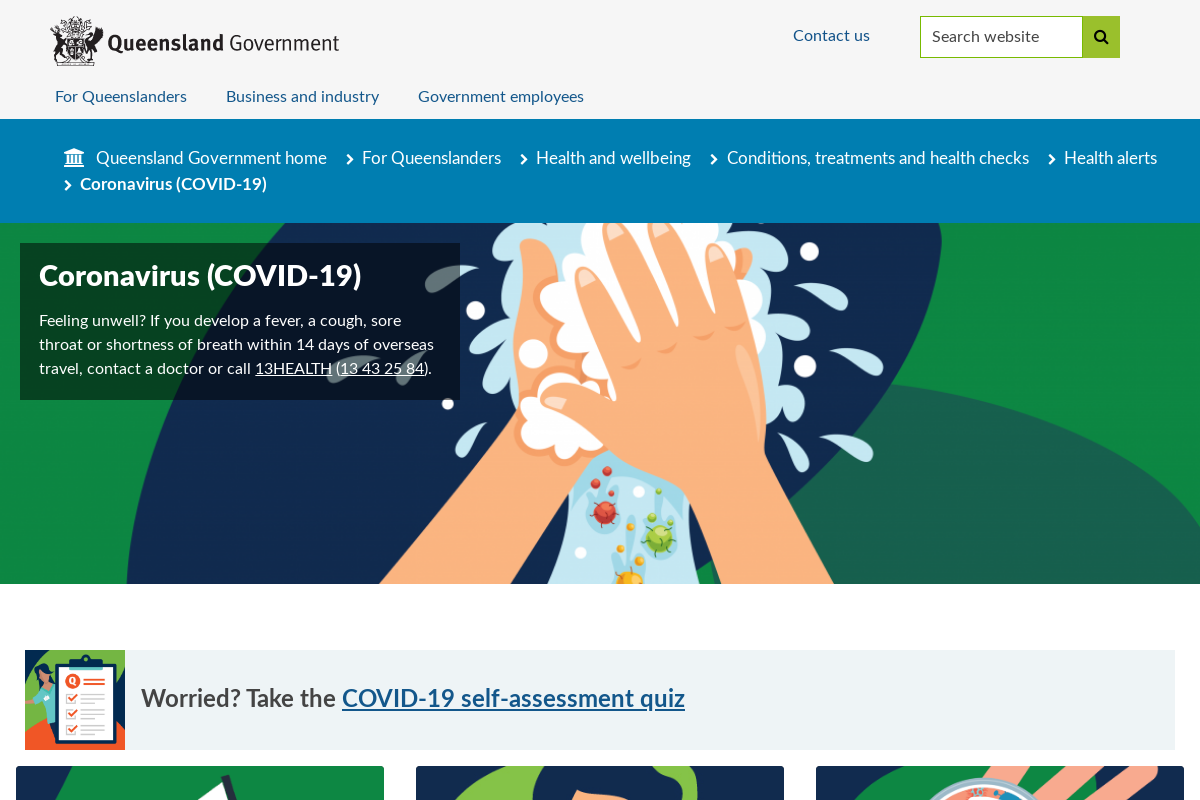 Queensland Government
Contact us
Search website
For Queenslanders
Business and industry
Government employees
Queensland Government home
For Queenslanders
Health and wellbeing
Conditions, treatments and health checks
Health alerts
Coronavirus (COVID-19)
Coronavirus (COVID-19)
Feeling unwell? If you develop a fever, a cough, sore
throat or shortness of breath within 14 days of overseas
travel, contact a doctor or call 13HEALTH (13 43 25 84).
Q
Worried? Take the COVID-19 self-assessment quiz